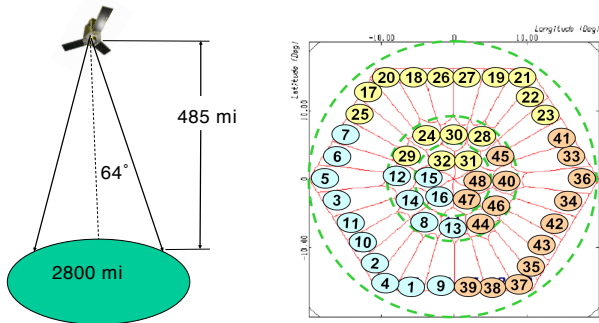 485 mi
64°
2800 mi
Longitude (Deg)
-10.00 0 10.00
Latitude (Deg)
10.00
0
-10.00
20 18 26 27 19 21
17 22
25 23
7 24 30 28 41
6 29 32 31 45 33
5 12 15 48 40 36
3 14 16 47 46 34
11 8 13 44 42
10 43
2 35
4 1 9 39 38 37